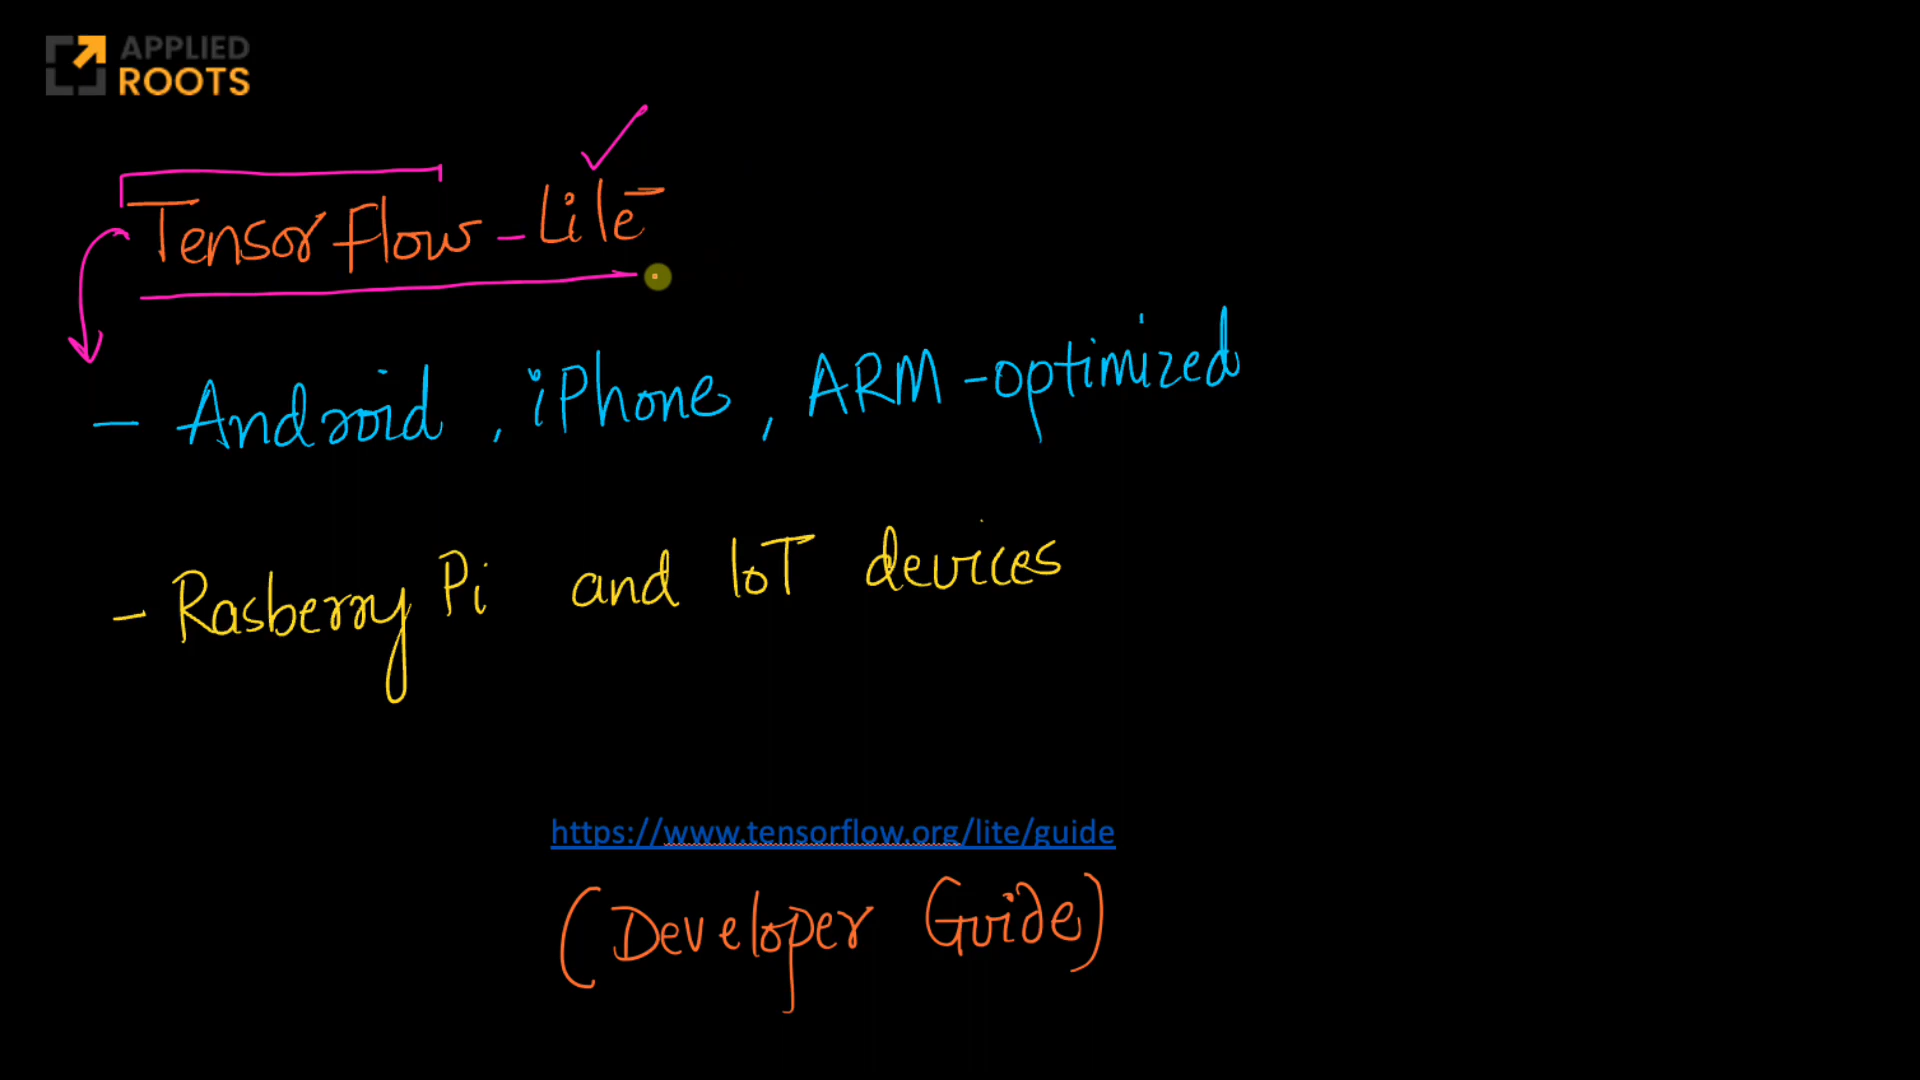 APPLIED
ROOTS
Tensorflow - Lite
- Android, iPhone, ARM-optimized
- Rasberry Pi and IoT devices
https://www.tensorflow.org/lite/guide
(Developer Guide)